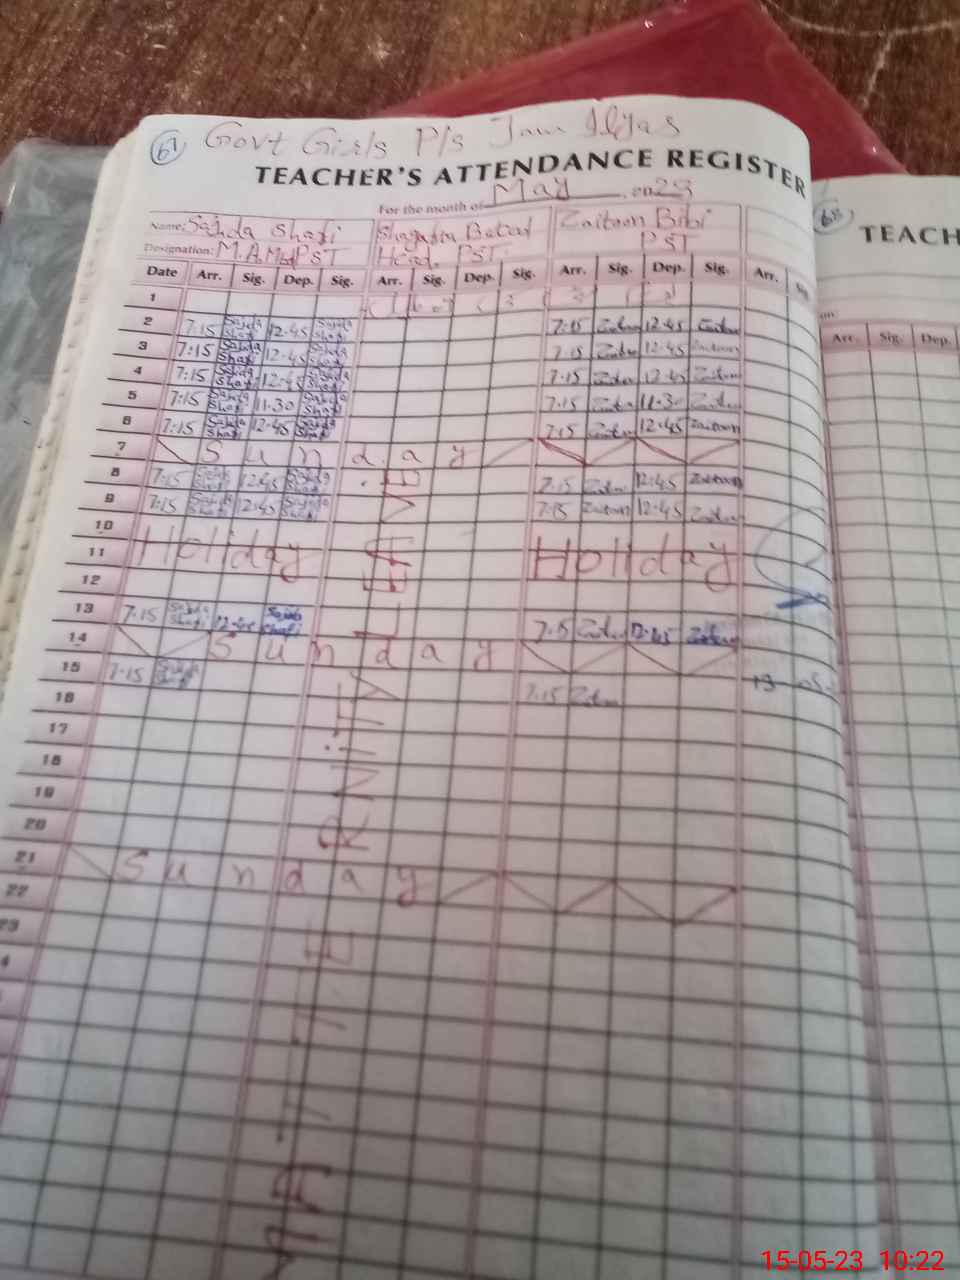 61 Govt Girls P/s Jam Ilyas
TEACHER'S ATTENDANCE REGISTER
For the month of May 2023
Name: Sajida Shafi Shagufta Zaitoon Bibi
Designation: M.A, M.Ed PST Head. PST. PST
Date Arr. Sig. Dep. Sig. Arr. Sig. Dep. Sig. Arr. Sig. Dep. Sig. Arr.
1
2 7:15 Sajida Shafi 12:45 Sajida Shafi 7:15 Zaitoon 12:45 Zaitoon
3 7:15 Sajida Shafi 12:45 Sajida Shafi 7:15 Zaitoon 12:45 Zaitoon
4 7:15 Sajida Shafi 12:45 Sajida Shafi 7:15 Zaitoon 12:45 Zaitoon
5 7:15 Sajida Shafi 11:30 Sajida Shafi 7:15 Zaitoon 11:30 Zaitoon
6 7:15 Sajida Shafi 12:45 Sajida Shafi 7:15 Zaitoon 12:45 Zaitoon
7 Sunday
8 7:15 Sajida Shafi 12:45 Sajida Shafi 7:15 Zaitoon 12:45 Zaitoon
9 7:15 Sajida Shafi 12:45 Sajida Shafi 7:15 Zaitoon 12:45 Zaitoon
10
11 Holiday Holiday
12
13 7:15 Sajida Shafi 12:45 Sajida Shafi 7:15 Zaitoon 12:45 Zaitoon
14 Sunday
15 7:15 Sajida Shafi 7:15 Zaitoon
16
17
18
19
20
21 Sunday
22
23
4
MATERNITY LEAVE
TEACH
Arr. Sig. Dep.
15-05-23 10:22